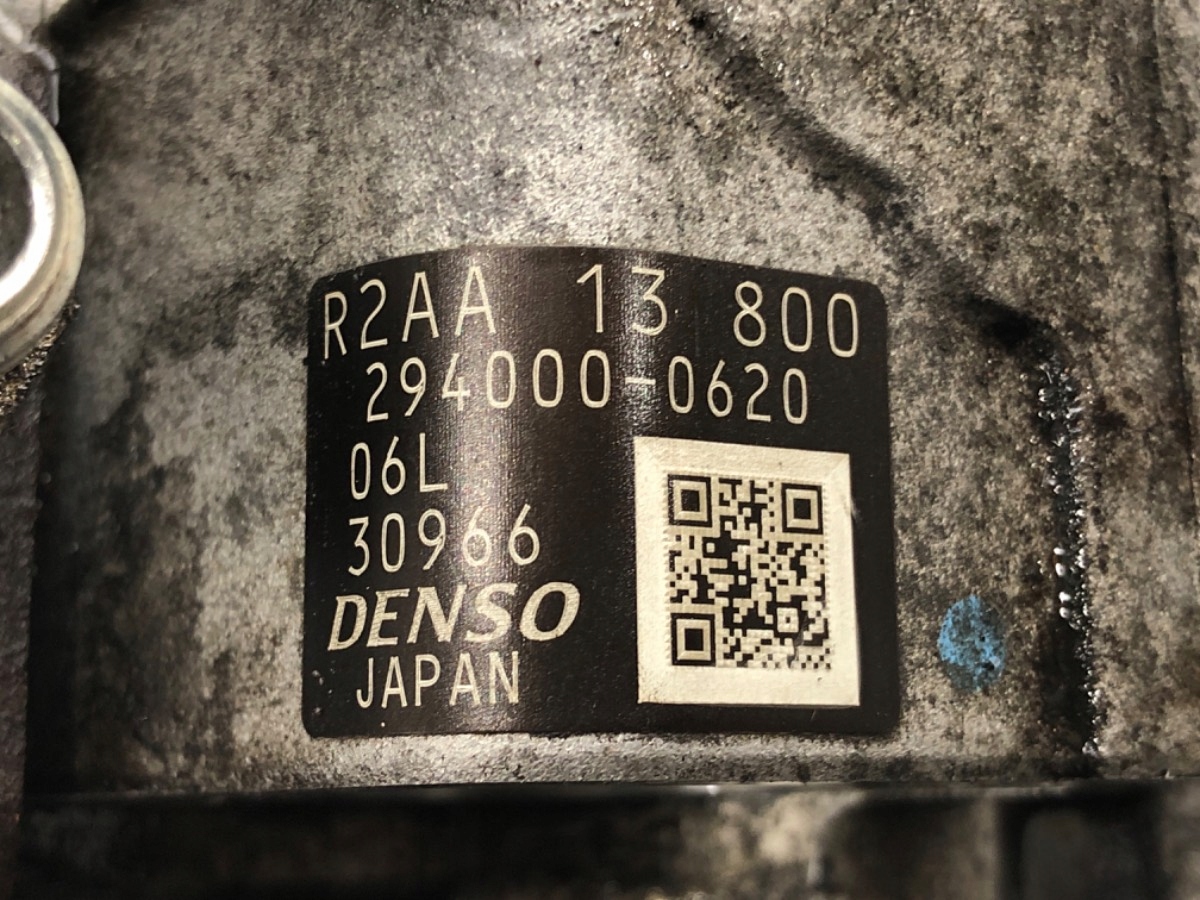 R2AA 13 800
294000-0620
06L
30966
DENSO
JAPAN